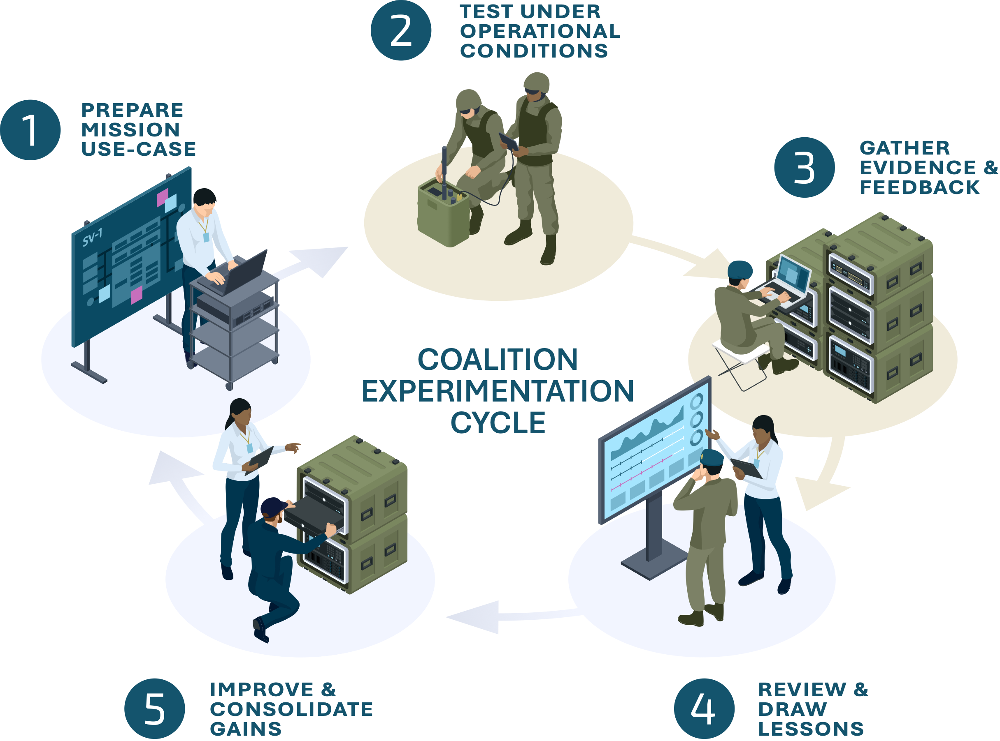 1
PREPARE
MISSION
USE-CASE
SV-1
2
TEST UNDER
OPERATIONAL
CONDITIONS
3
GATHER
EVIDENCE &
FEEDBACK
COALITION
EXPERIMENTATION
CYCLE
4
REVIEW &
DRAW
LESSONS
5
IMPROVE &
CONSOLIDATE
GAINS